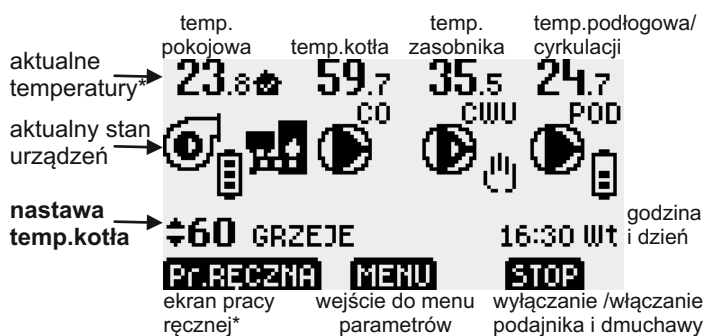 temp.
pokojowa
temp.kotła
temp.
zasobnika
temp.podłogowa/
cyrkulacji
aktualne
temperatury*
23.8 59.7 35.5 24.7
aktualny stan
urządzeń
CO CWU POD
nastawa
temp.kotła
60 GRZEJE 16:30 Wt
godzina
i dzień
Pr.RĘCZNA MENU STOP
ekran pracy
ręcznej*
wejście do menu
parametrów
wyłączanie /włączanie
podajnika i dmuchawy